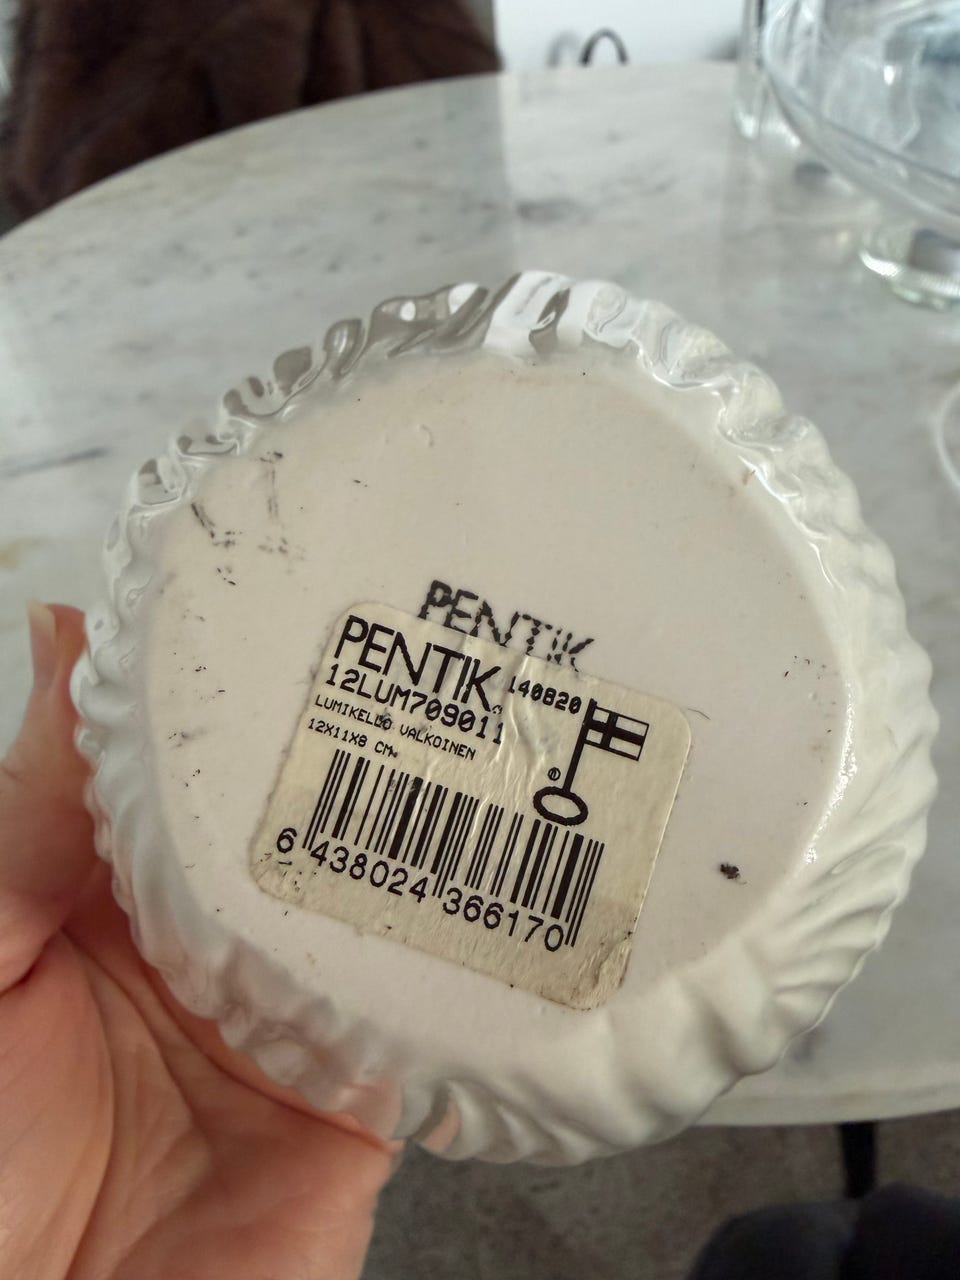 PENTIK
PENTIK® 140820
12LUM709011
LUMIKELLO VALKOINEN
12X11X8 CM
6 438024 366170